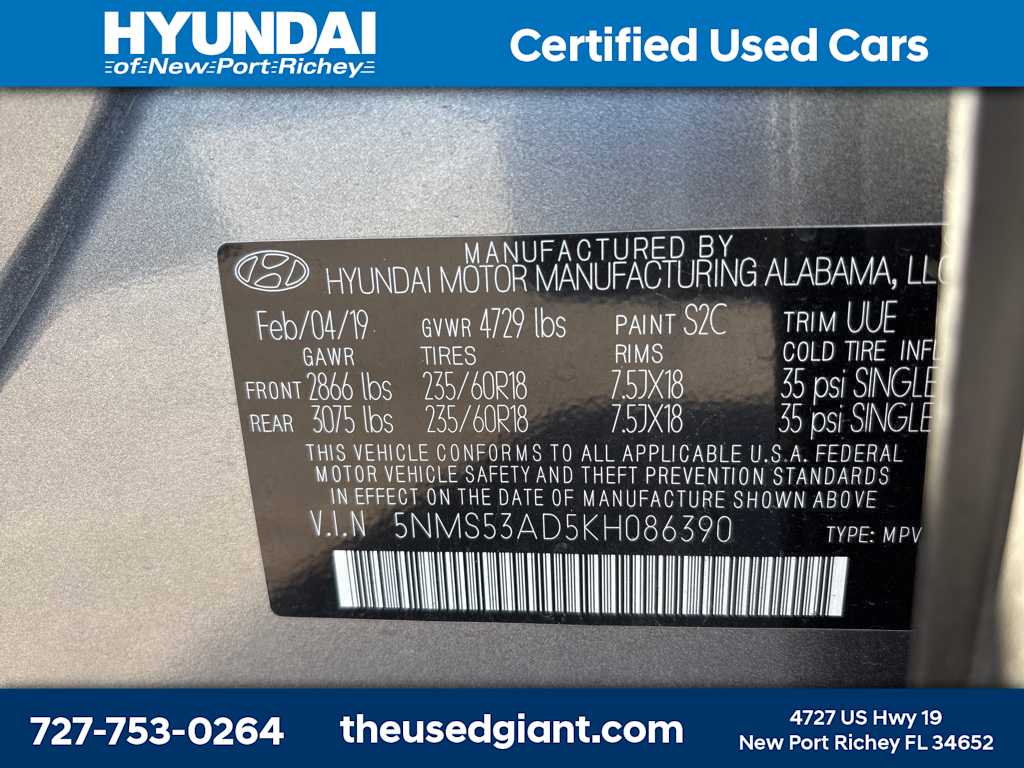 HYUNDAI
of New Port Richey
Certified Used Cars
MANUFACTURED BY
HYUNDAI MOTOR MANUFACTURING ALABAMA, LLC
Feb/04/19 GVWR 4729 lbs PAINT S2C TRIM UUE
GAWR TIRES RIMS COLD TIRE INFL
FRONT 2866 lbs 235/60R18 7.5JX18 35 psi SINGLE
REAR 3075 lbs 235/60R18 7.5JX18 35 psi SINGLE
THIS VEHICLE CONFORMS TO ALL APPLICABLE U.S.A. FEDERAL
MOTOR VEHICLE SAFETY AND THEFT PREVENTION STANDARDS
IN EFFECT ON THE DATE OF MANUFACTURE SHOWN ABOVE
V.I.N 5NMS53AD5KH086390 TYPE: MPV
727-753-0264
theusedgiant.com
4727 US Hwy 19
New Port Richey FL 34652